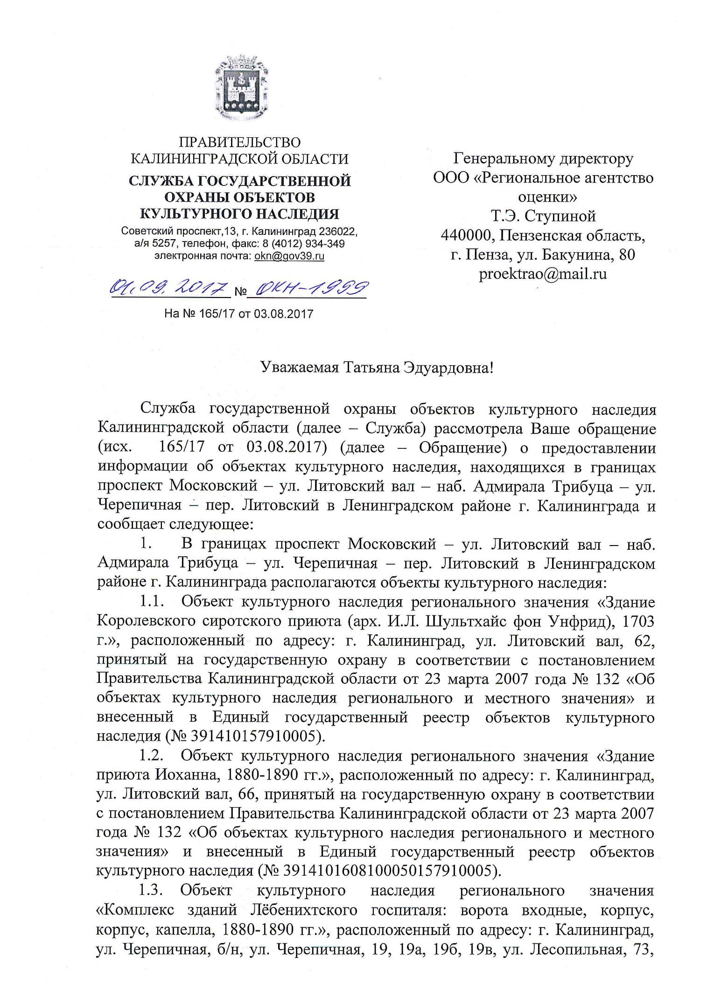 ПРАВИТЕЛЬСТВО
КАЛИНИНГРАДСКОЙ ОБЛАСТИ
СЛУЖБА ГОСУДАРСТВЕННОЙ
ОХРАНЫ ОБЪЕКТОВ
КУЛЬТУРНОГО НАСЛЕДИЯ
Советский проспект,13, г. Калининград 236022,
а/я 5257, телефон, факс: 8 (4012) 934-349
электронная почта: okn@gov39.ru
01.09.2017 № ОКН-1999
На № 165/17 от 03.08.2017
Генеральному директору
ООО «Региональное агентство
оценки»
Т.Э. Ступиной
440000, Пензенская область,
г. Пенза, ул. Бакунина, 80
proektrao@mail.ru
Уважаемая Татьяна Эдуардовна!
Служба государственной охраны объектов культурного наследия
Калининградской области (далее – Служба) рассмотрела Ваше обращение
(исх. 165/17 от 03.08.2017) (далее – Обращение) о предоставлении
информации об объектах культурного наследия, находящихся в границах
проспект Московский – ул. Литовский вал – наб. Адмирала Трибуца – ул.
Черепичная – пер. Литовский в Ленинградском районе г. Калининграда и
сообщает следующее:
1. В границах проспект Московский – ул. Литовский вал – наб.
Адмирала Трибуца – ул. Черепичная – пер. Литовский в Ленинградском
районе г. Калининграда располагаются объекты культурного наследия:
1.1. Объект культурного наследия регионального значения «Здание
Королевского сиротского приюта (арх. И.Л. Шультхайс фон Унфрид), 1703
г.», расположенный по адресу: г. Калининград, ул. Литовский вал, 62,
принятый на государственную охрану в соответствии с постановлением
Правительства Калининградской области от 23 марта 2007 года № 132 «Об
объектах культурного наследия регионального и местного значения» и
внесенный в Единый государственный реестр объектов культурного
наследия (№ 391410157910005).
1.2. Объект культурного наследия регионального значения «Здание
приюта Иоханна, 1880-1890 гг.», расположенный по адресу: г. Калининград,
ул. Литовский вал, 66, принятый на государственную охрану в соответствии
с постановлением Правительства Калининградской области от 23 марта 2007
года № 132 «Об объектах культурного наследия регионального и местного
значения» и внесенный в Единый государственный реестр объектов
культурного наследия (№ 3914101608100050157910005).
1.3. Объект культурного наследия регионального значения
«Комплекс зданий Лёбенихтского госпиталя: ворота входные, корпус,
корпус, капелла, 1880-1890 гг.», расположенный по адресу: г. Калининград,
ул. Черепичная, б/н, ул. Черепичная, 19, 19а, 19б, 19в, ул. Лесопильная, 73,